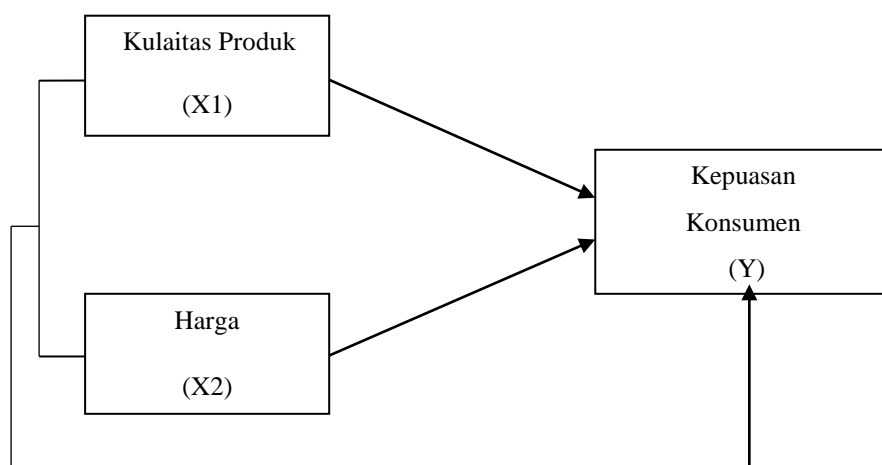 Kulaitas Produk
(X1)
Kepuasan
Konsumen
(Y)
Harga
(X2)